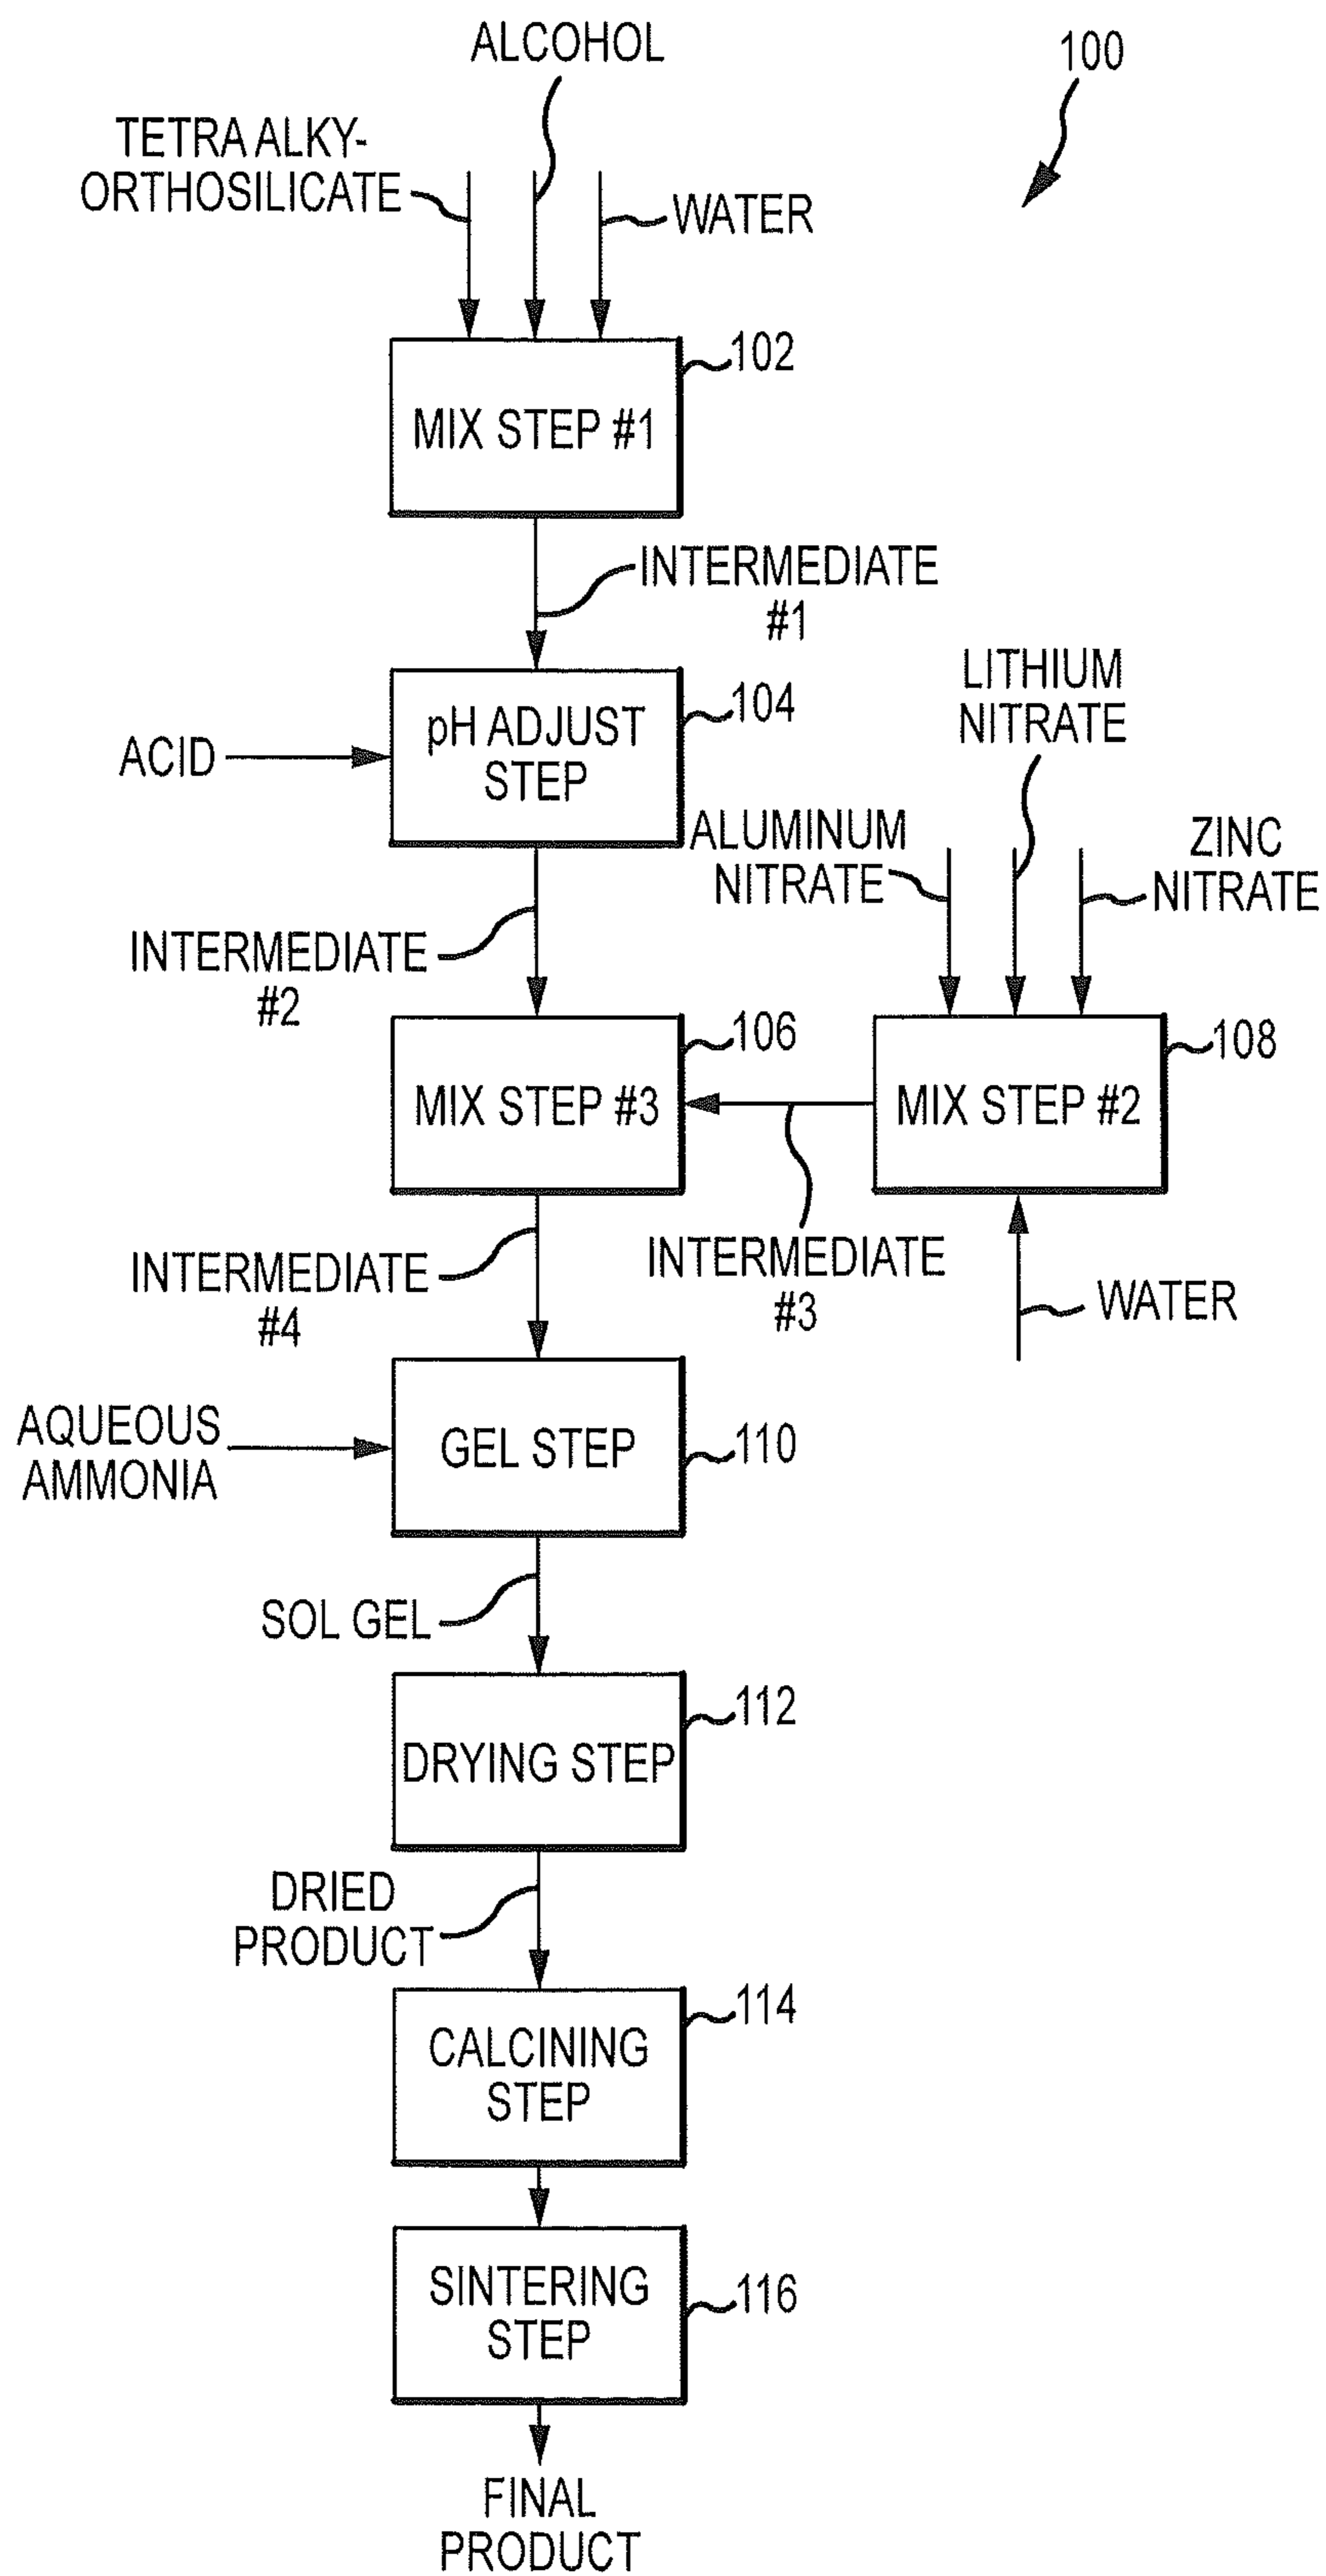 ALCOHOL
100
TETRA ALKY-
ORTHOSILICATE
WATER
102
MIX STEP #1
INTERMEDIATE
#1
LITHIUM
NITRATE
104
pH ADJUST
STEP
ACID
ALUMINUM
NITRATE
ZINC
NITRATE
INTERMEDIATE
#2
106
108
MIX STEP #3
MIX STEP #2
INTERMEDIATE
#3
INTERMEDIATE
#4
WATER
AQUEOUS
AMMONIA
GEL STEP
110
SOL GEL
112
DRYING STEP
DRIED
PRODUCT
114
CALCINING
STEP
SINTERING
STEP
116
FINAL
PRODUCT